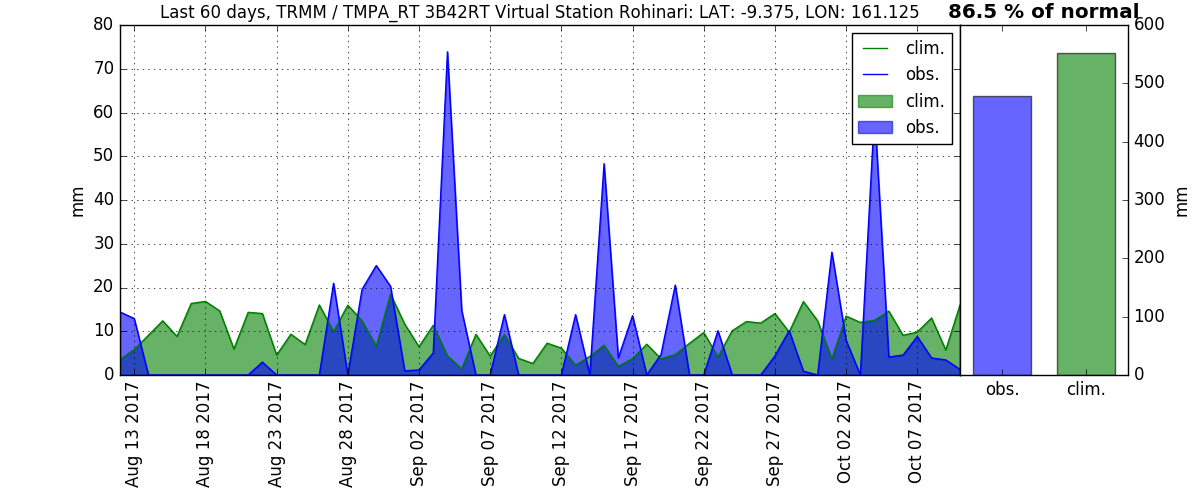 Last 60 days, TRMM / TMPA_RT 3B42RT Virtual Station Rohinari: LAT: -9.375, LON: 161.125
86.5 % of normal
mm
80
70
60
50
40
30
20
10
0
clim.
obs.
clim.
obs.
Aug 13 2017
Aug 18 2017
Aug 23 2017
Aug 28 2017
Sep 02 2017
Sep 07 2017
Sep 12 2017
Sep 17 2017
Sep 22 2017
Sep 27 2017
Oct 02 2017
Oct 07 2017
obs.
clim.
600
500
400
300
200
100
0
mm